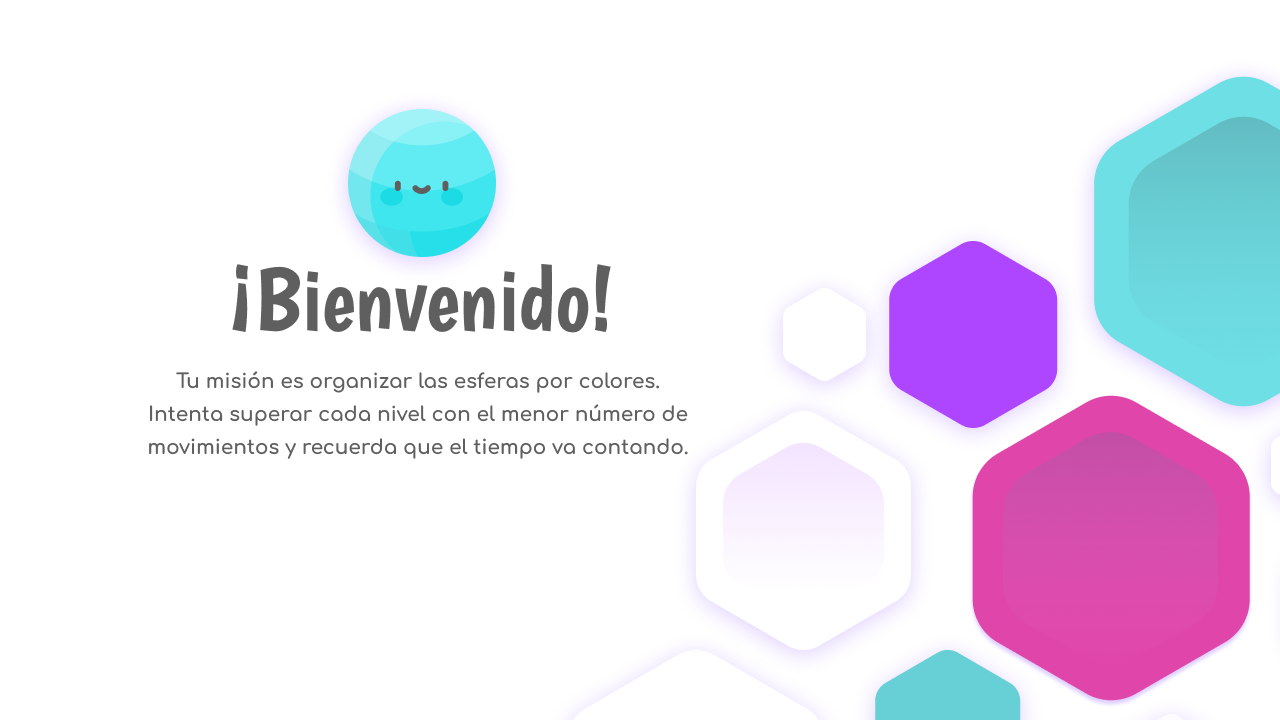 ¡Bienvenido!
Tu misión es organizar las esferas por colores.
Intenta superar cada nivel con el menor número de
movimientos y recuerda que el tiempo va contando.